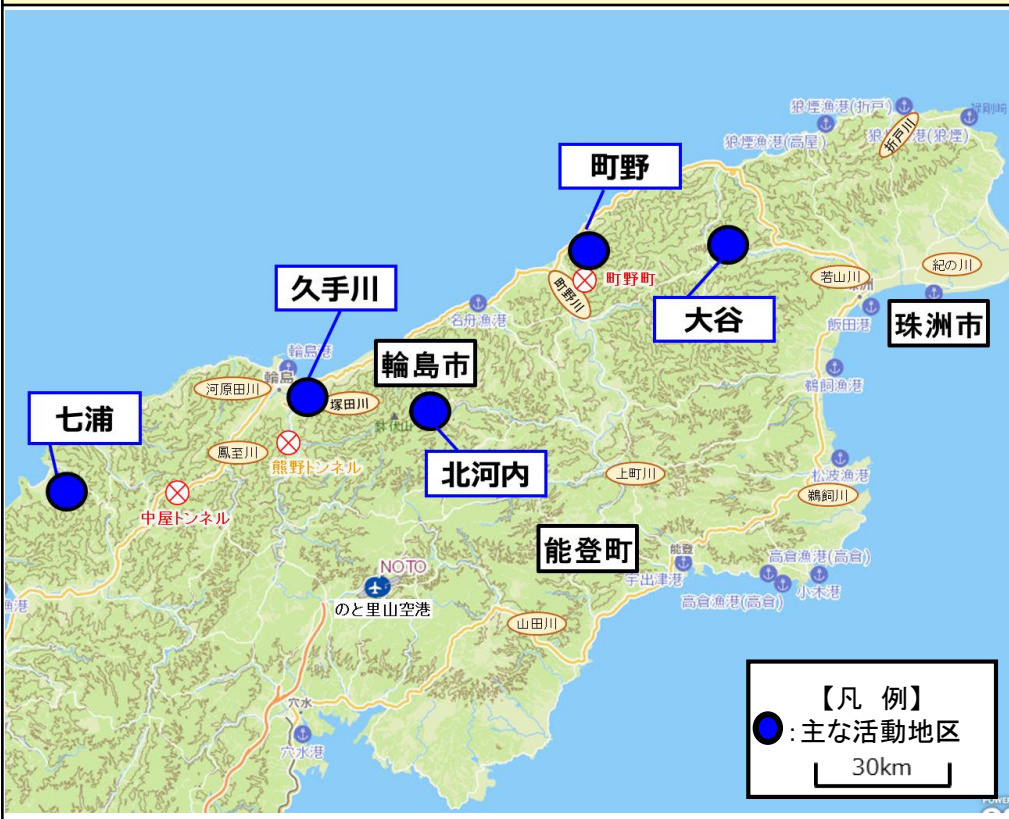 狼煙漁港(折戸)
禄剛崎
狼煙漁港(高屋)
折戸川
町野
町野町
町野川
大谷
若山川
紀の川
飯田港
珠洲市
久手川
名舟漁港
輪島港
輪島
輪島市
河原田川
塚田川
鵜飼漁港
七浦
鳳至川
熊野トンネル
北河内
上町川
松波漁港
鵜飼川
中屋トンネル
能登町
能登
宇出津港
高倉漁港(高倉)
高倉漁港(高倉)
小木港
NOTO
のと里山空港
山田川
穴水
穴水港
【凡 例】
:主な活動地区
30km